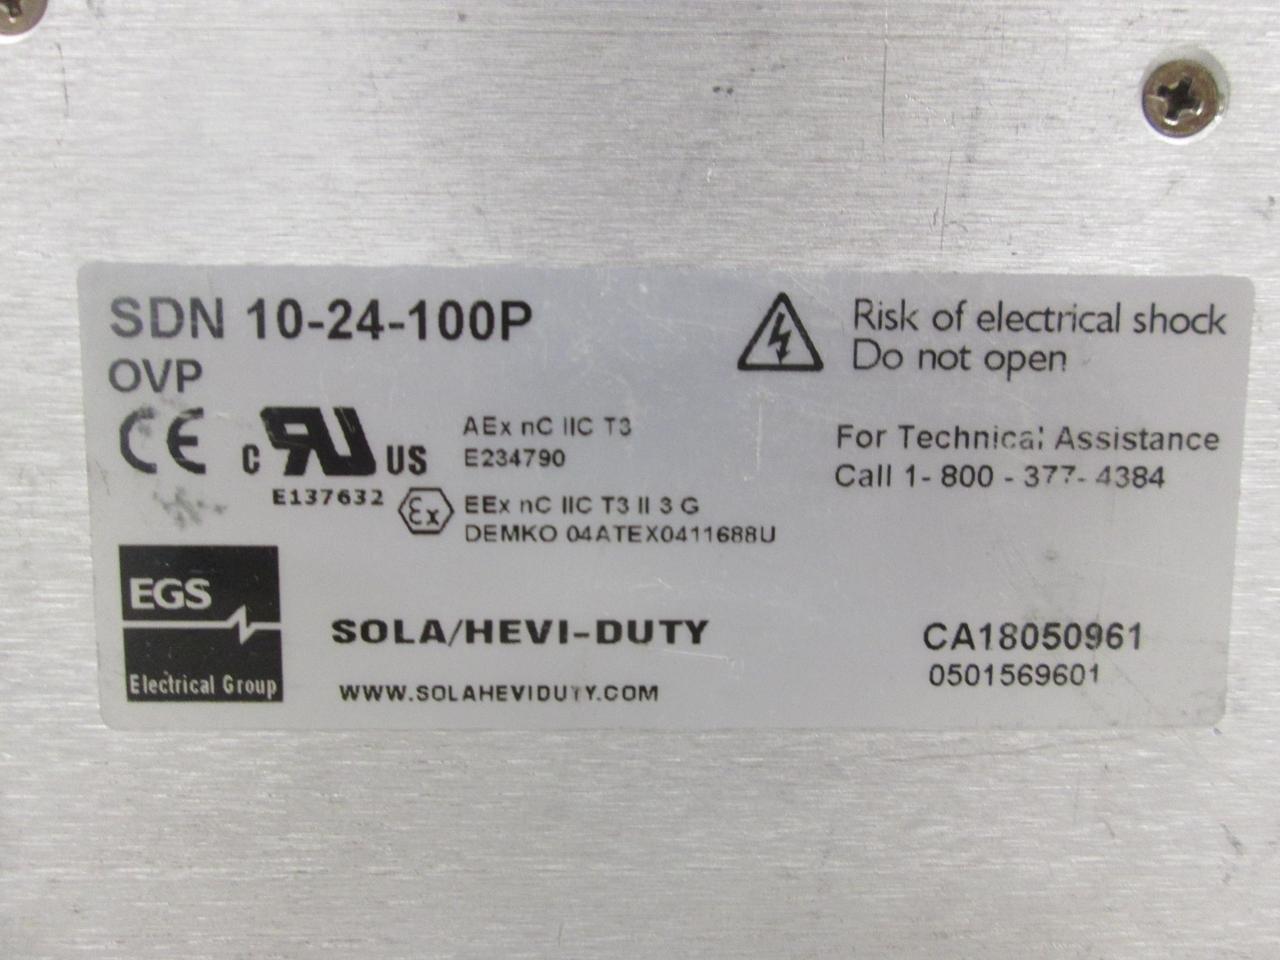 SDN 10-24-100P
OVP
CE
C RU US
E137632
AEx nC IIC T3
E234790
Ex
EEx nC IIC T3 II 3 G
DEMKO 04ATEX0411688U
Risk of electrical shock
Do not open
For Technical Assistance
Call 1-800-377-4384
EGS
Electrical Group
SOLA/HEVI-DUTY
WWW.SOLAHEVIDUTY.COM
CA18050961
0501569601